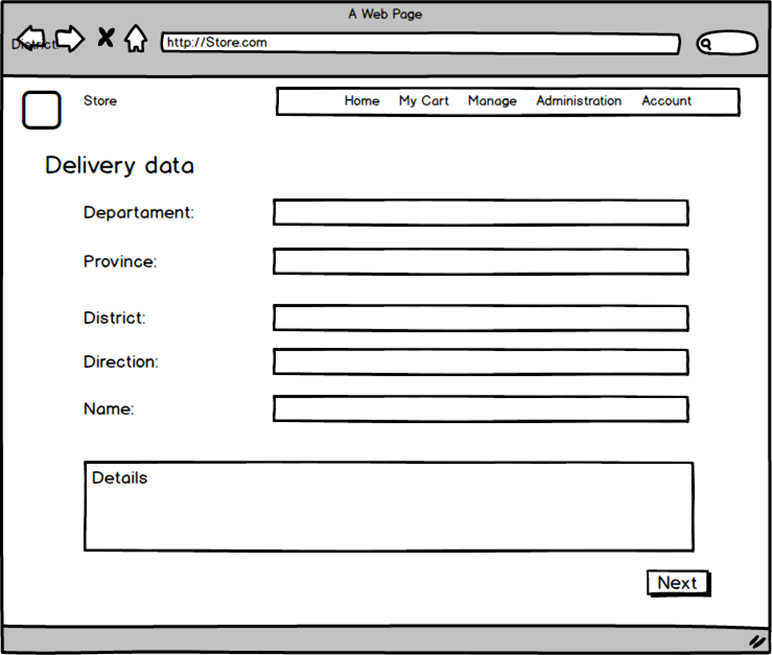 A Web Page
District:
http://Store.com
Store
Home My Cart Manage Administration Account
Delivery data
Departament:
Province:
District:
Direction:
Name:
Details
Next